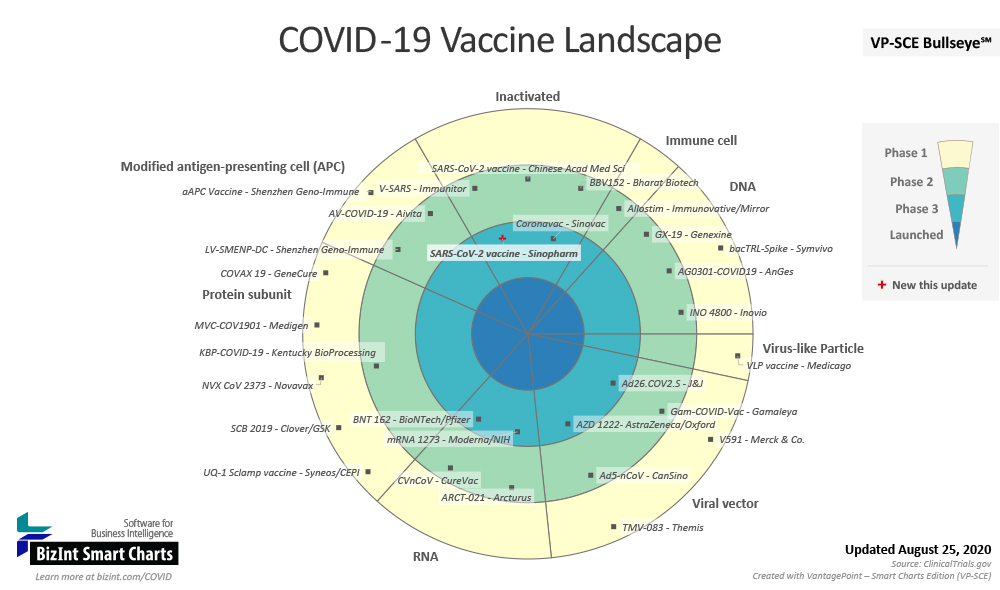 COVID-19 Vaccine Landscape
VP-SCE Bullseye℠
Inactivated
Immune cell
Modified antigen-presenting cell (APC)
DNA
Phase 1
Phase 2
Phase 3
Launched
+ New this update
SARS-CoV-2 vaccine - Chinese Acad Med Sci
BBV152 - Bharat Biotech
aAPC Vaccine - Shenzhen Geno-Immune
V-SARS - Immunitor
AV-COVID-19 - Aivita
Allostim - Immunovative/Mirror
Coronavac - Sinovac
GX-19 - Genexine
LV-SMENP-DC - Shenzhen Geno-Immune
SARS-CoV-2 vaccine - Sinopharm
bacTRL-Spike - Symvivo
COVAX 19 - GeneCure
AG0301-COVID19 - AnGes
Protein subunit
INO 4800 - Inovio
MVC-COV1901 - Medigen
Virus-like Particle
KBP-COVID-19 - Kentucky BioProcessing
VLP vaccine - Medicago
NVX CoV 2373 - Novavax
Ad26.COV2.S - J&J
BNT 162 - BioNTech/Pfizer
Gam-COVID-Vac - Gamaleya
SCB 2019 - Clover/GSK
AZD 1222- AstraZeneca/Oxford
mRNA 1273 - Moderna/NIH
V591 - Merck & Co.
UQ-1 Sclamp vaccine - Syneos/CEPI
CVnCoV - CureVac
Ad5-nCoV - CanSino
ARCT-021 - Arcturus
Viral vector
TMV-083 - Themis
RNA
Software for
Business Intelligence
BizInt Smart Charts
Learn more at bizint.com/COVID
Updated August 25, 2020
Source: ClinicalTrials.gov
Created with VantagePoint – Smart Charts Edition (VP-SCE)